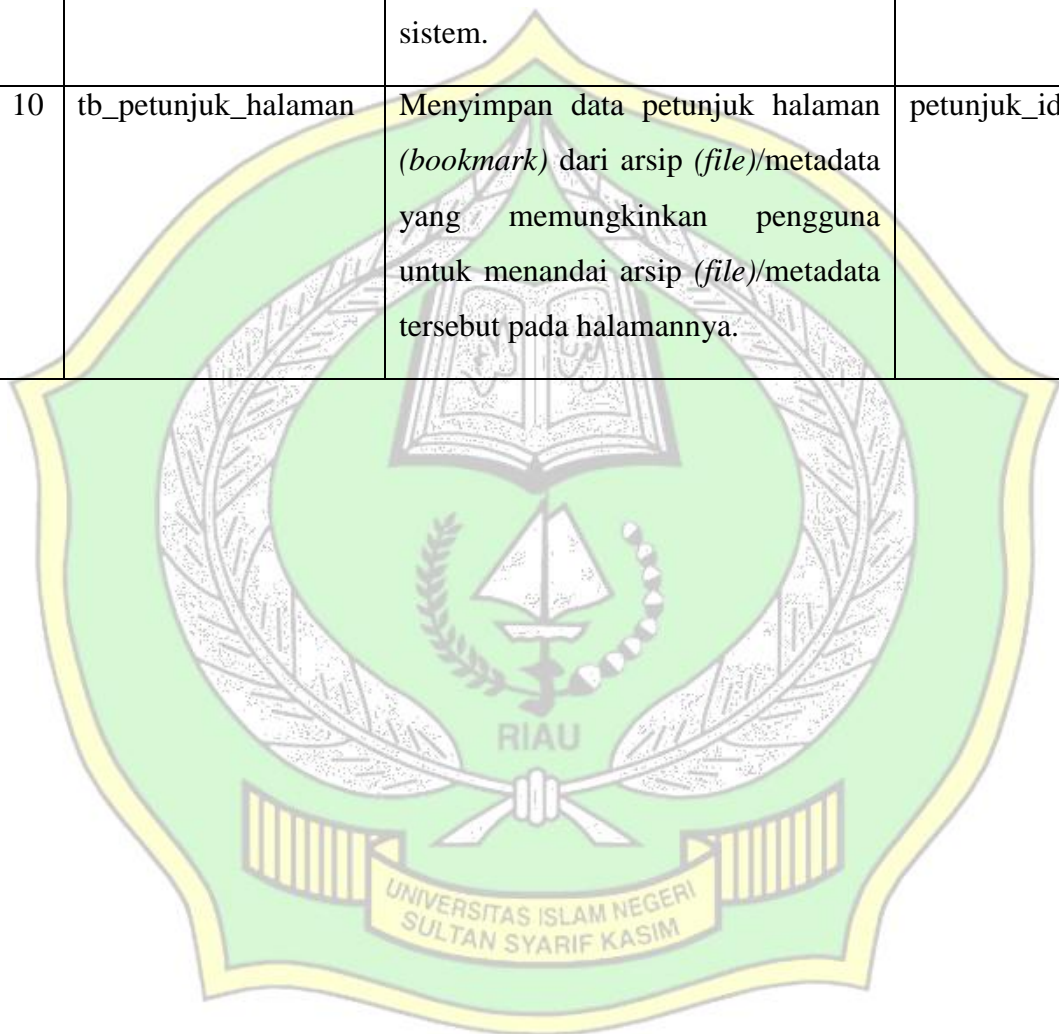 sistem.
10 tb_petunjuk_halaman Menyimpan data petunjuk halaman petunjuk_id
(bookmark) dari arsip (file)/metadata
yang memungkinkan pengguna
untuk menandai arsip (file)/metadata
tersebut pada halamannya.
RIAU
UNIVERSITAS ISLAM NEGERI
SULTAN SYARIF KASIM